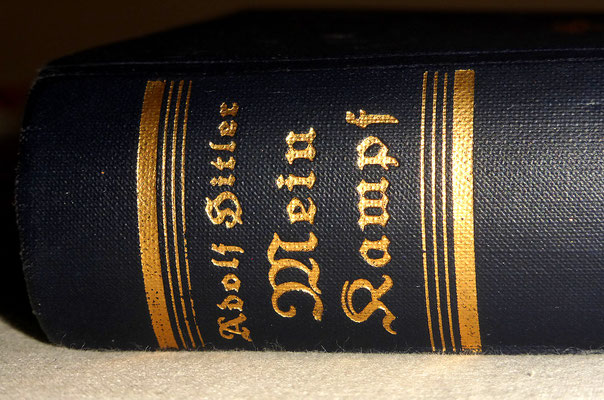 Adolf Hitler
Mein
Kampf